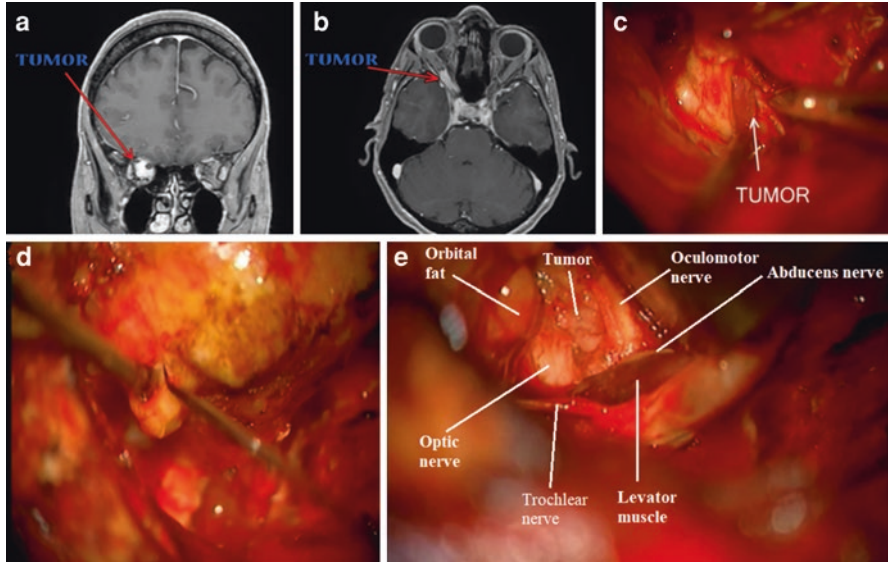 a
TUMOR
b
TUMOR
c
TUMOR
d
e
Orbital
fat
Tumor
Oculomotor
nerve
Abducens nerve
Optic
nerve
Trochlear
nerve
Levator
muscle